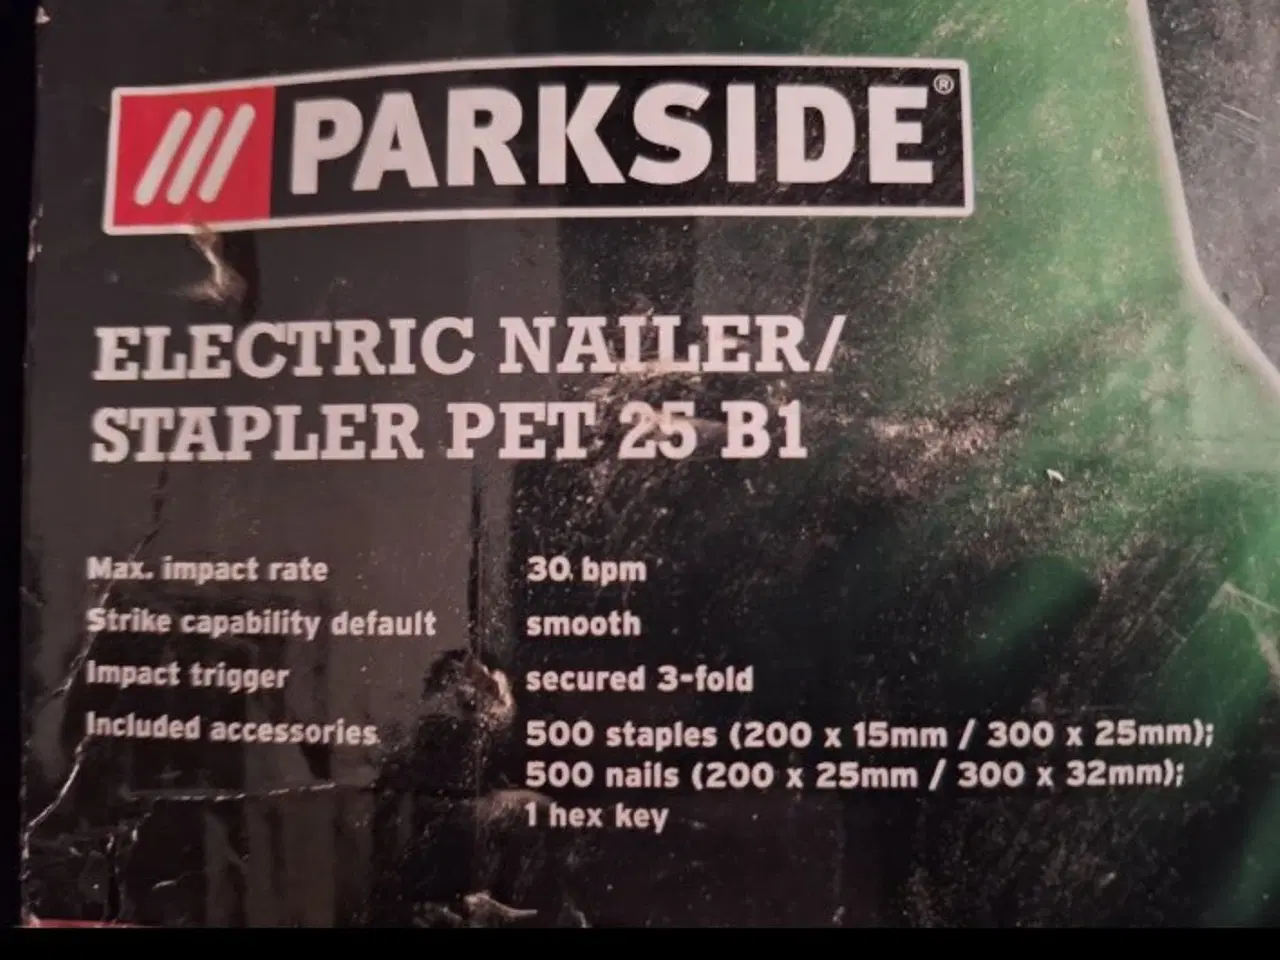 PARKSIDE®
ELECTRIC NAILER/
STAPLER PET 25 B1
Max. impact rate 30 bpm
Strike capability default smooth
Impact trigger secured 3-fold
Included accessories 500 staples (200 x 15mm / 300 x 25mm);
500 nails (200 x 25mm / 300 x 32mm);
1 hex key